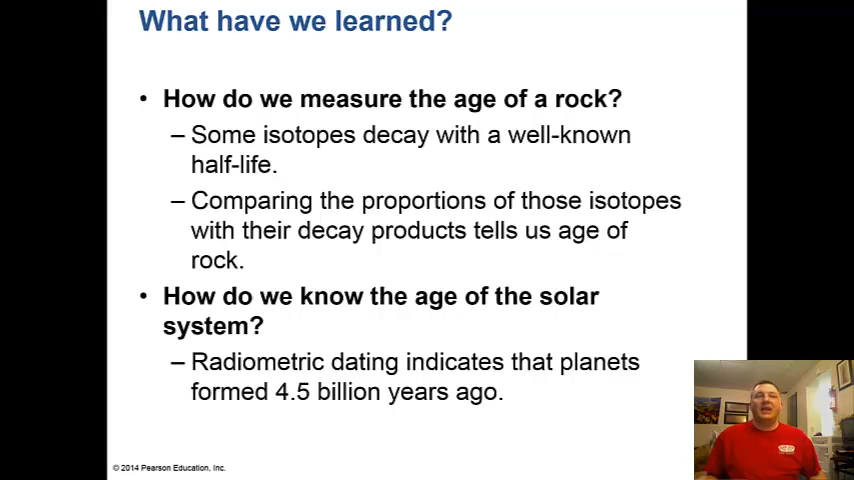 What have we learned?
• How do we measure the age of a rock?
– Some isotopes decay with a well-known
half-life.
– Comparing the proportions of those isotopes
with their decay products tells us age of
rock.
• How do we know the age of the solar
system?
– Radiometric dating indicates that planets
formed 4.5 billion years ago.
© 2014 Pearson Education, Inc.